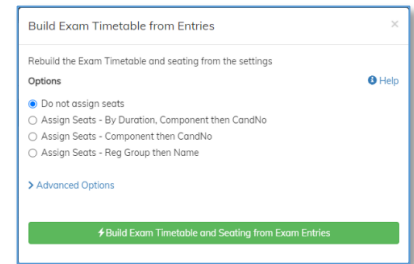 Build Exam Timetable from Entries ×
Rebuild the Exam Timetable and seating from the settings
Options Help
Do not assign seats
Assign Seats - By Duration, Component then CandNo
Assign Seats - Component then CandNo
Assign Seats - Reg Group then Name
Advanced Options
Build Exam Timetable and Seating from Exam Entries